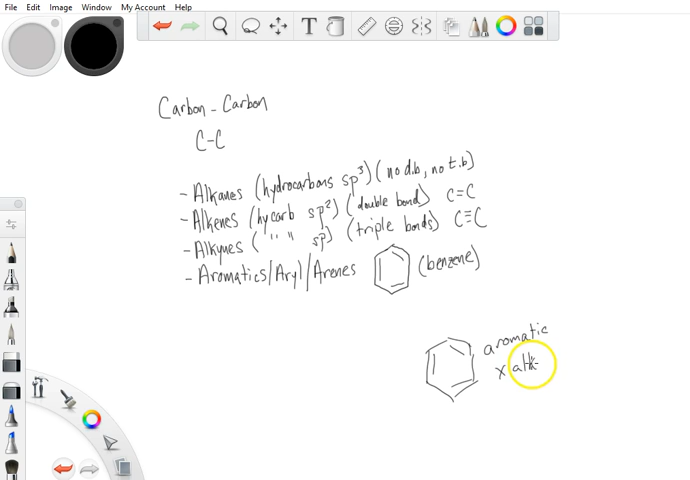 File Edit Image Window My Account Help
T
Carbon - Carbon
C-C
- Alkanes (hydrocarbons sp³) (no d.b, no t.b)
- Alkenes (hycarb sp²) (double bond) C=C
- Alkynes (" " sp) (triple bonds) C≡C
- Aromatics/Aryl/Arenes (benzene)
aromatic
x alk